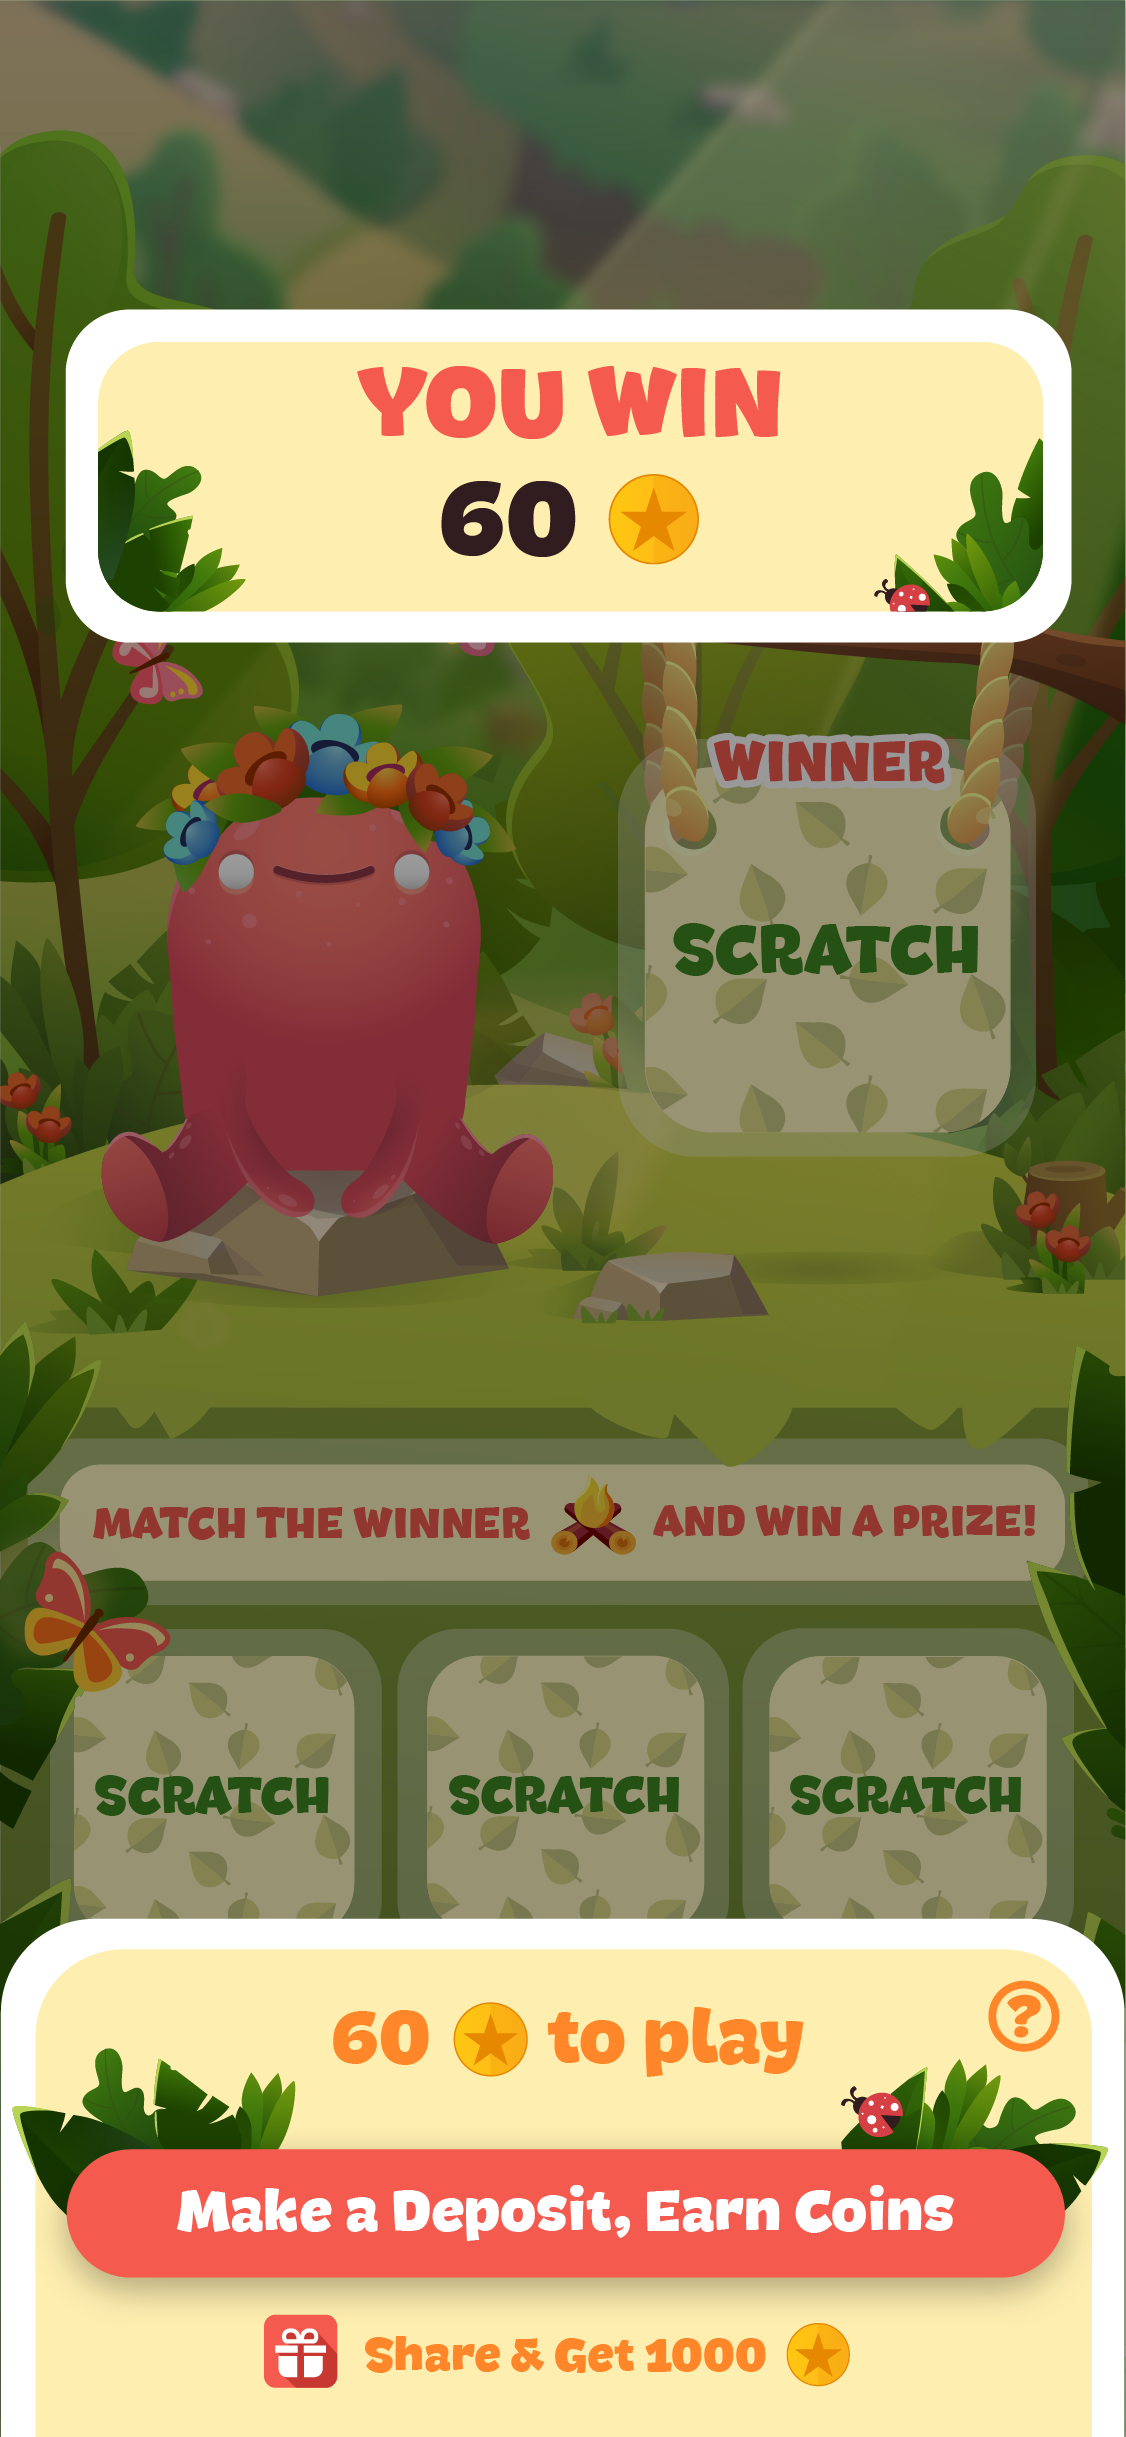 YOU WIN
60
WINNER
SCRATCH
MATCH THE WINNER AND WIN A PRIZE!
SCRATCH SCRATCH SCRATCH
60 to play
?
Make a Deposit, Earn Coins
Share & Get 1000